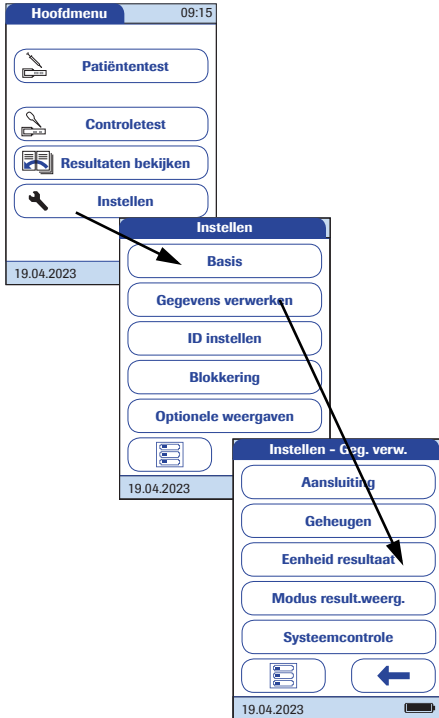 Hoofdmenu 09:15
Patiëntentest
Controletest
Resultaten bekijken
Instellen
19.04.2023
Instellen
Basis
Gegevens verwerken
ID instellen
Blokkering
Optionele weergaven
19.04.2023
Instellen - Geg. verw.
Aansluiting
Geheugen
Eenheid resultaat
Modus result.weerg.
Systeemcontrole
19.04.2023